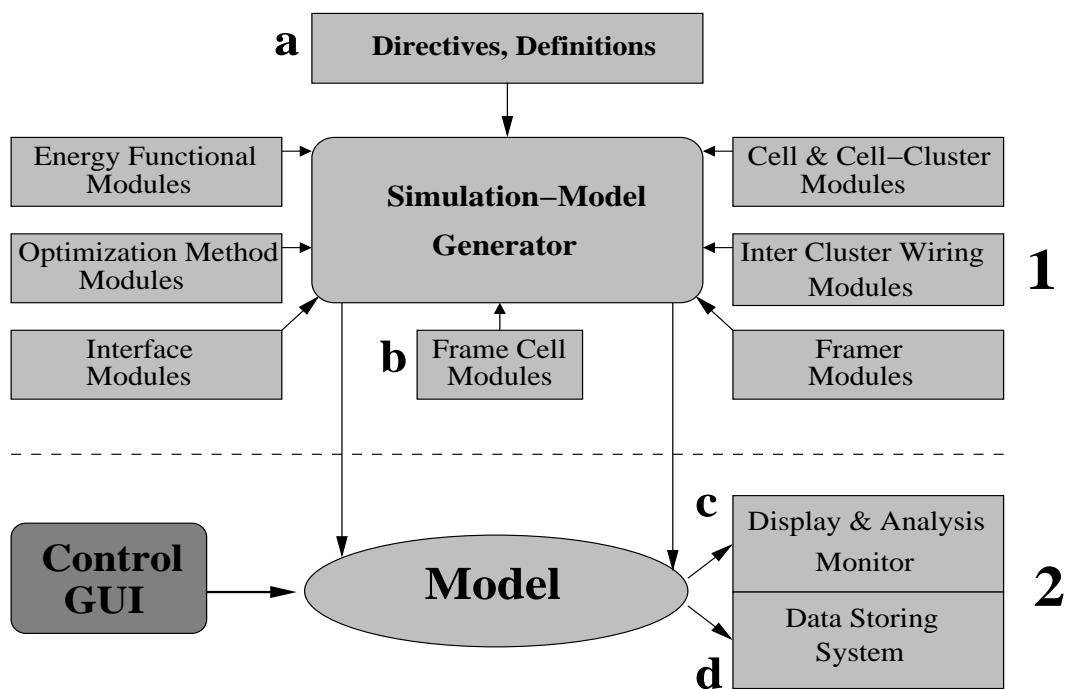 a
Directives, Definitions
Energy Functional
Modules
Simulation–Model
Generator
Cell & Cell–Cluster
Modules
Optimization Method
Modules
Inter Cluster Wiring
Modules
1
Interface
Modules
b
Frame Cell
Modules
Framer
Modules
Control
GUI
Model
c
Display & Analysis
Monitor
2
d
Data Storing
System